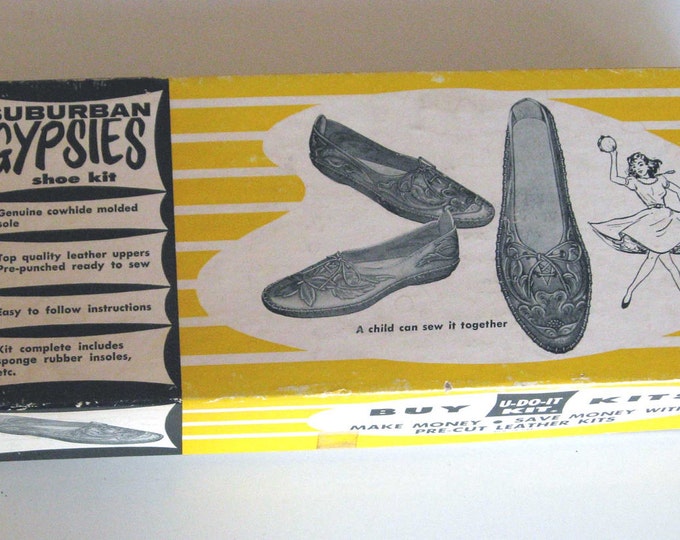 SUBURBAN
GYPSIES
shoe kit
Genuine cowhide molded
sole
Top quality leather uppers
Pre-punched ready to sew
Easy to follow instructions
Kit complete includes
sponge rubber insoles,
etc.
A child can sew it together
BUY U-DO-IT KIT. KITS
MAKE MONEY • SAVE MONEY WITH
PRE-CUT LEATHER KITS